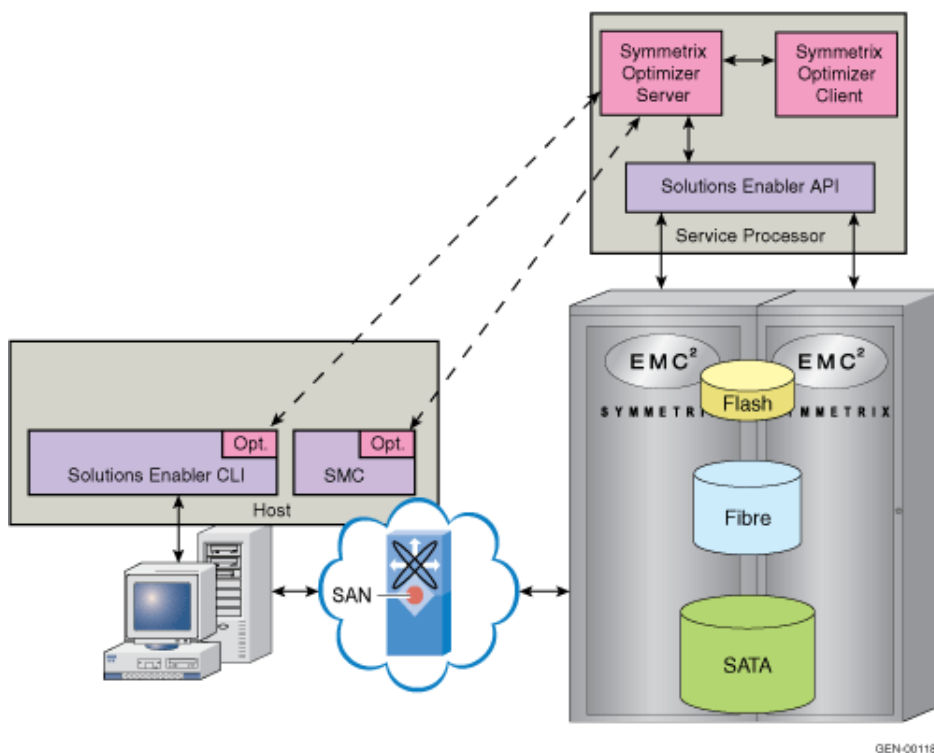 Symmetrix
Optimizer
Server
Symmetrix
Optimizer
Client
Solutions Enabler API
Service Processor
EMC²
EMC²
SYMMETRI
MMETRIX
Flash
Opt.
Opt.
Solutions Enabler CLI
SMC
Host
Fibre
SAN
SATA
GEN-00118